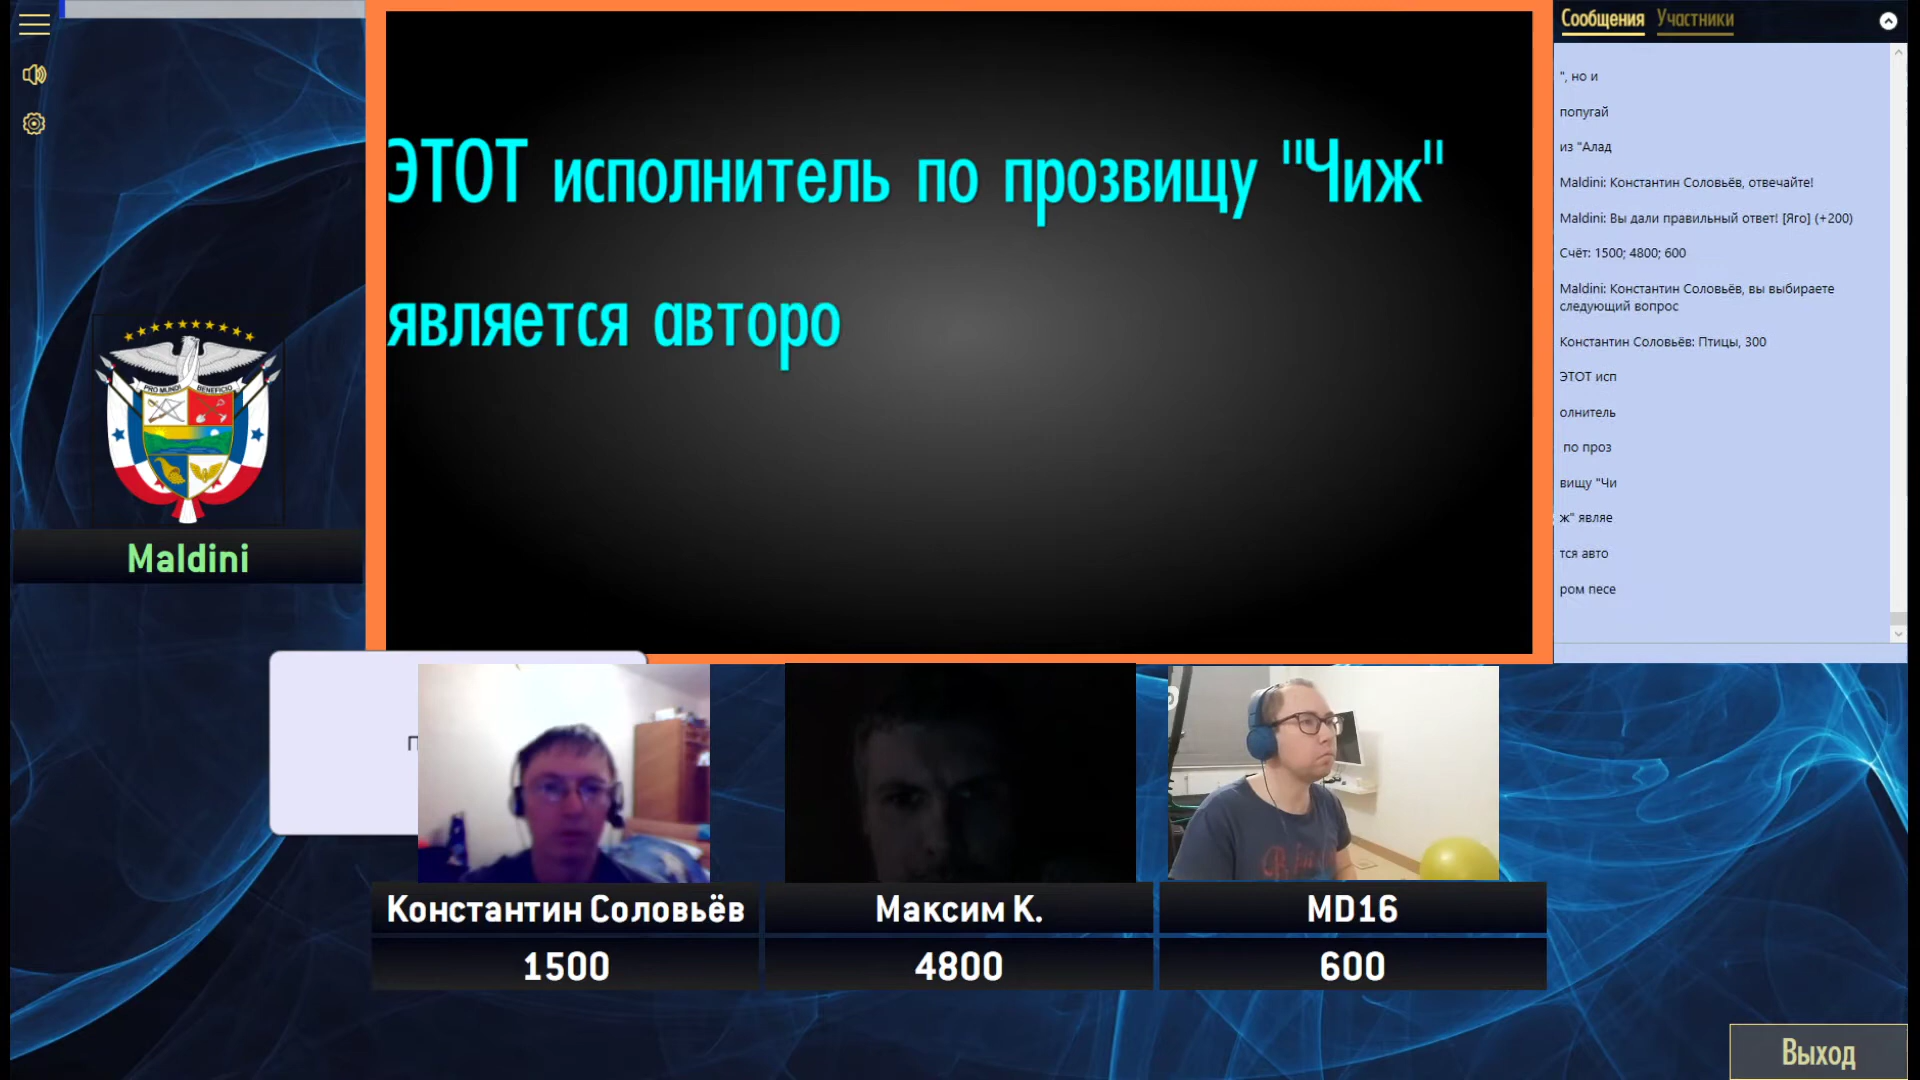 ЭТОТ исполнитель по прозвищу "Чиж"
является авторо
Сообщения Участники
", но и
попугай
из "Алад
Maldini: Константин Соловьёв, отвечайте!
Maldini: Вы дали правильный ответ! [Яго] (+200)
Счёт: 1500; 4800; 600
Maldini: Константин Соловьёв, вы выбираете
следующий вопрос
Константин Соловьёв: Птицы, 300
ЭТОТ исп
олнитель
по проз
вищу "Чи
ж" являе
тся авто
ром песе
PRO MUNDI BENEFICIO
Maldini
Константин Соловьёв
1500
Максим К.
4800
MD16
600
Выход